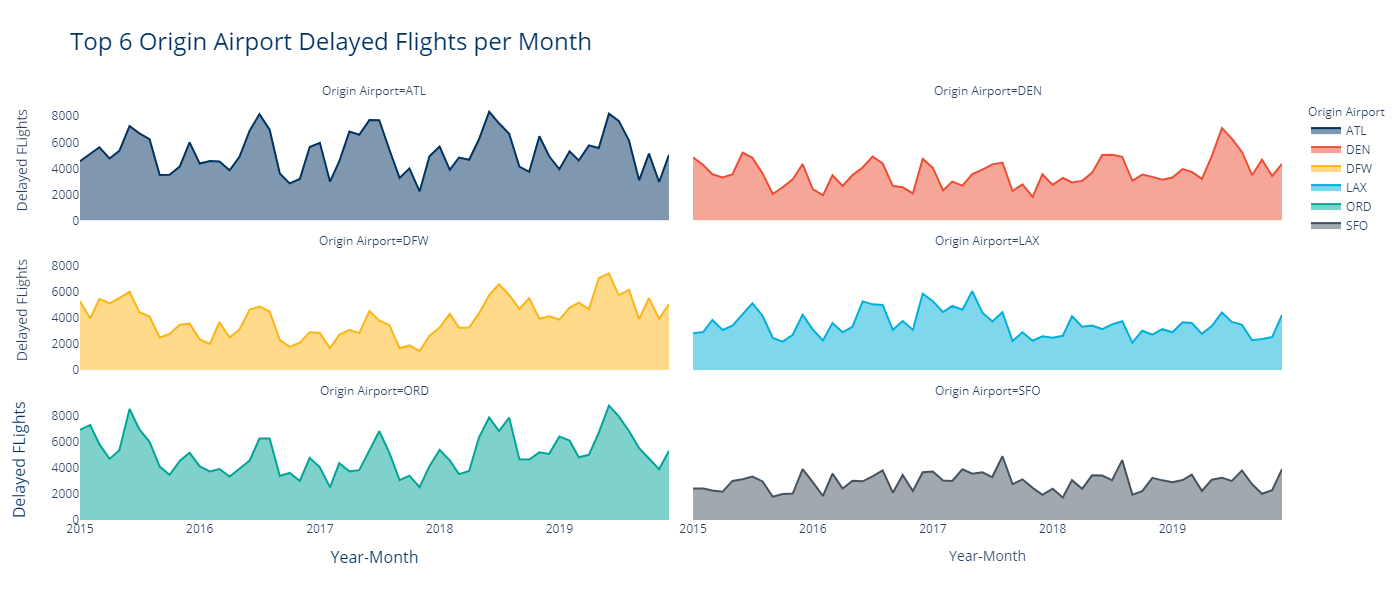 Top 6 Origin Airport Delayed Flights per Month
Origin Airport=ATL
Origin Airport=DEN
Delayed FLights
8000
6000
4000
2000
0
Origin Airport
ATL
DEN
DFW
LAX
ORD
SFO
Origin Airport=DFW
Origin Airport=LAX
Delayed FLights
8000
6000
4000
2000
0
Origin Airport=ORD
Origin Airport=SFO
Delayed FLights
8000
6000
4000
2000
0
2015 2016 2017 2018 2019
2015 2016 2017 2018 2019
Year-Month
Year-Month